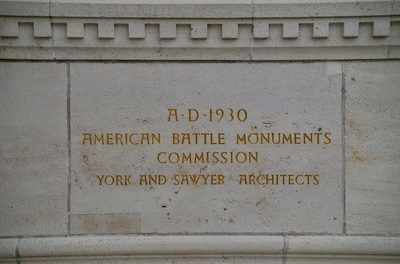 A·D·1930
AMERICAN BATTLE MONUMENTS
COMMISSION
YORK AND SAWYER ARCHITECTS